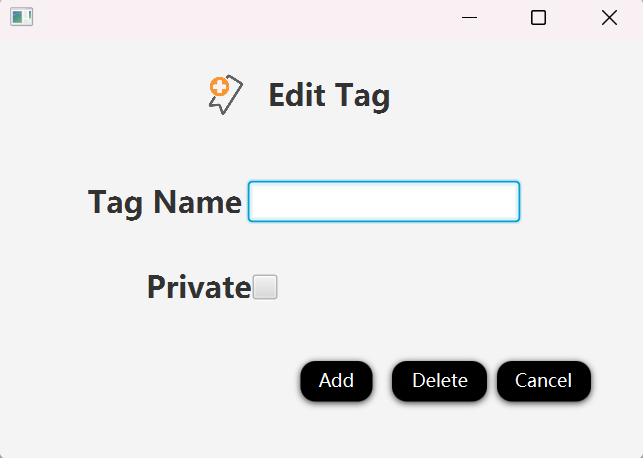 Edit Tag
Tag Name
Private
Add Delete Cancel